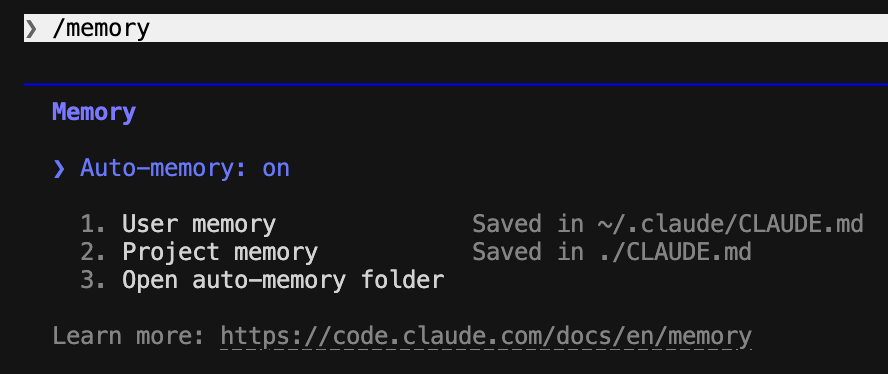 ❯ /memory
Memory
❯ Auto-memory: on
1. User memory Saved in ~/.claude/CLAUDE.md
2. Project memory Saved in ./CLAUDE.md
3. Open auto-memory folder
Learn more: https://code.claude.com/docs/en/memory